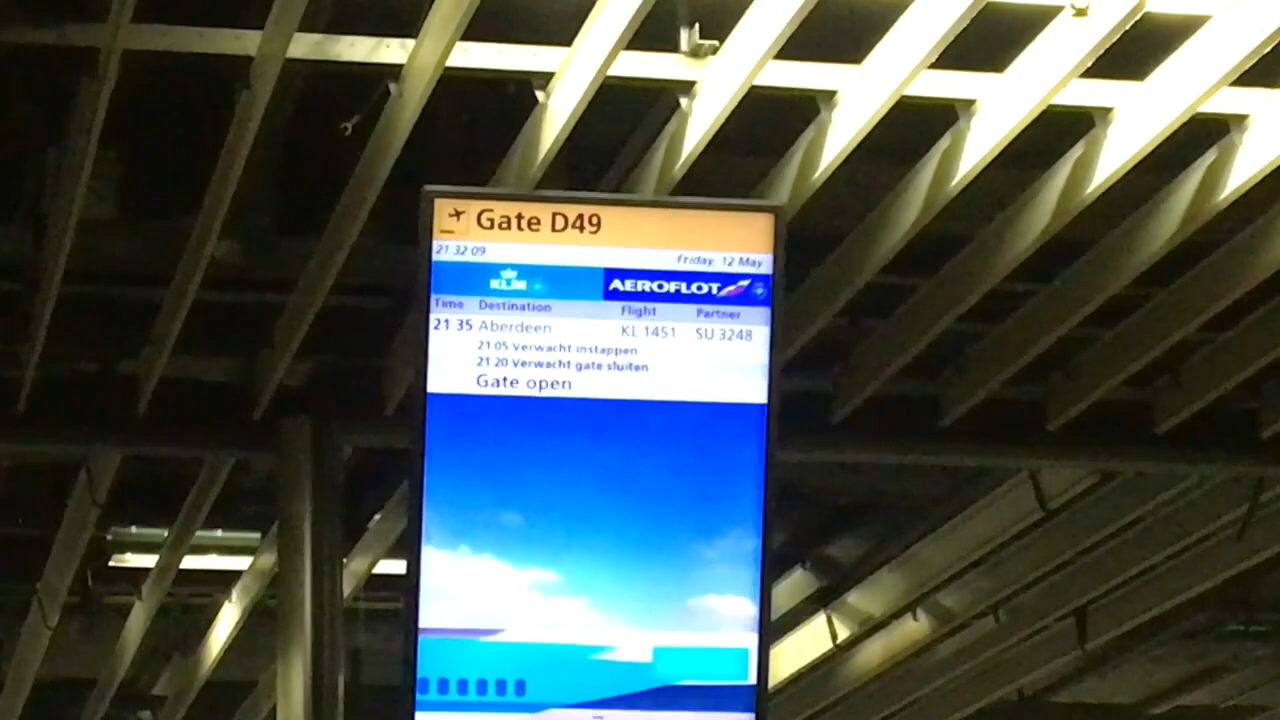 Gate D49
21 32 09 Friday, 12 May
KLM AEROFLOT
Time Destination Flight Partner
21 35 Aberdeen KL 1451 SU 3248
21 05 Verwacht instappen
21 20 Verwacht gate sluiten
Gate open